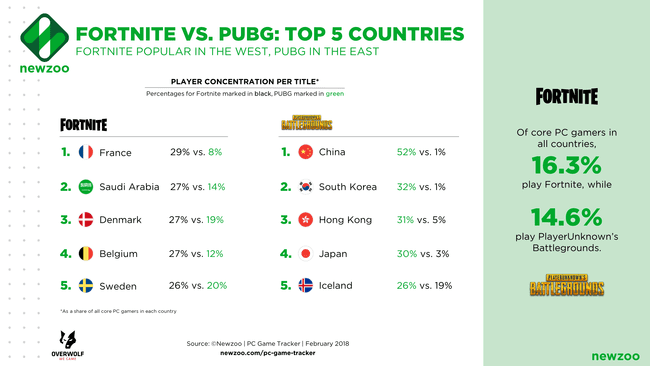 newzoo
FORTNITE VS. PUBG: TOP 5 COUNTRIES
FORTNITE POPULAR IN THE WEST, PUBG IN THE EAST
PLAYER CONCENTRATION PER TITLE*
Percentages for Fortnite marked in black, PUBG marked in green
FORTNITE
1. France 29% vs. 8%
2. Saudi Arabia 27% vs. 14%
3. Denmark 27% vs. 19%
4. Belgium 27% vs. 12%
5. Sweden 26% vs. 20%
BATTLEGROUNDS
1. China 52% vs. 1%
2. South Korea 32% vs. 1%
3. Hong Kong 31% vs. 5%
4. Japan 30% vs. 3%
5. Iceland 26% vs. 19%
*As a share of all core PC gamers in each country
OVERWOLF
WE GAME
Source: ©Newzoo | PC Game Tracker | February 2018
newzoo.com/pc-game-tracker
FORTNITE
Of core PC gamers in
all countries,
16.3%
play Fortnite, while
14.6%
play PlayerUnknown's
Battlegrounds.
BATTLEGROUNDS
newzoo